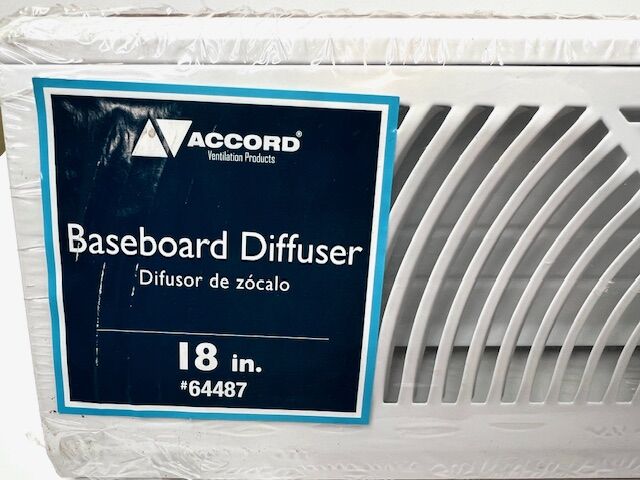 ACCORD®
Ventilation Products
Baseboard Diffuser
Difusor de zócalo
18 in.
#64487